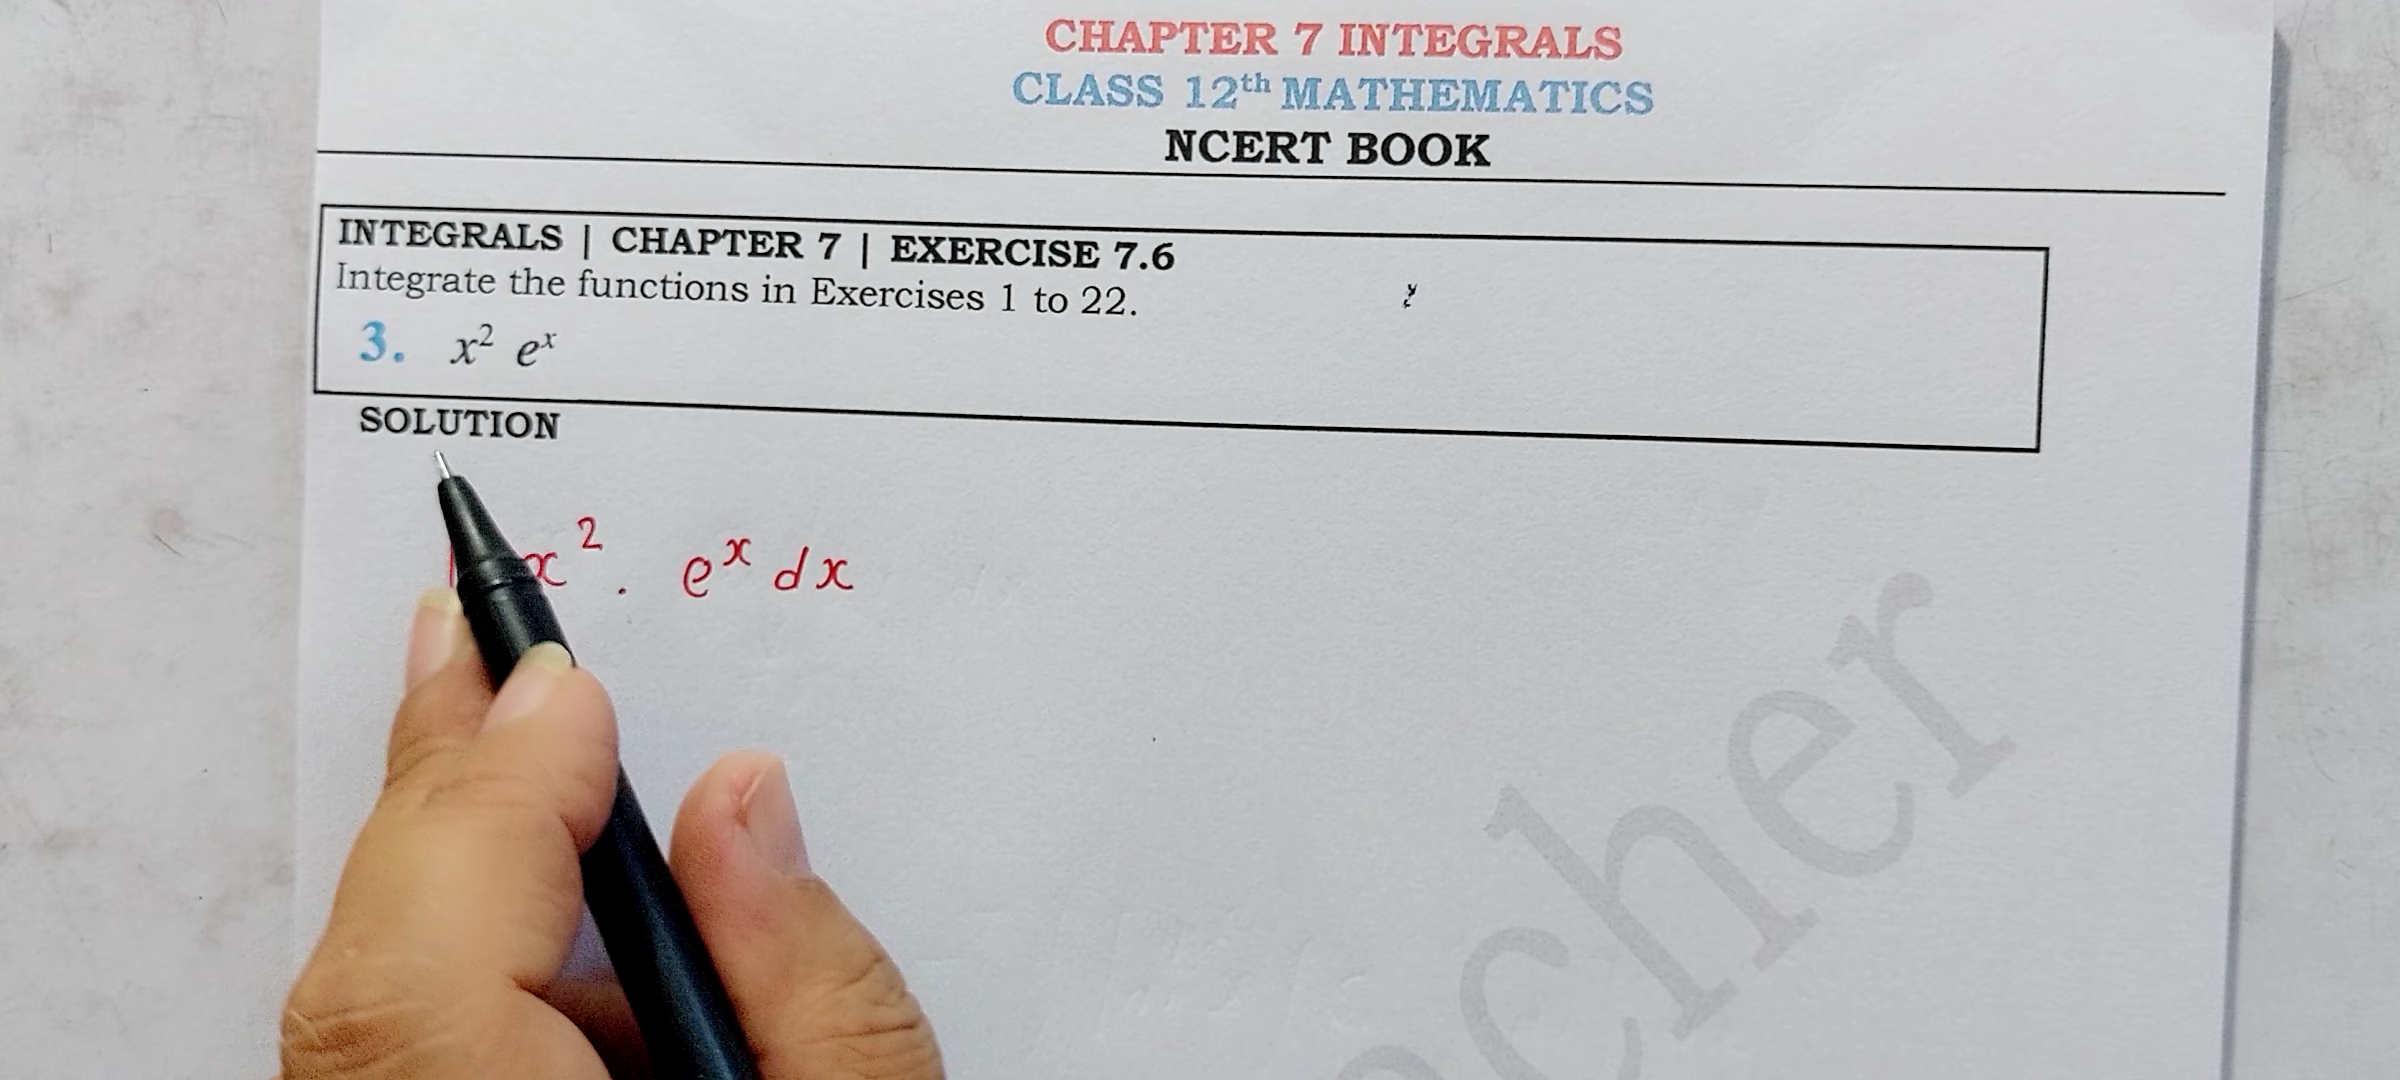 CHAPTER 7 INTEGRALS
CLASS 12th MATHEMATICS
NCERT BOOK
INTEGRALS | CHAPTER 7 | EXERCISE 7.6
Integrate the functions in Exercises 1 to 22.
3. x² eˣ
SOLUTION
x² . eˣ dx
cher